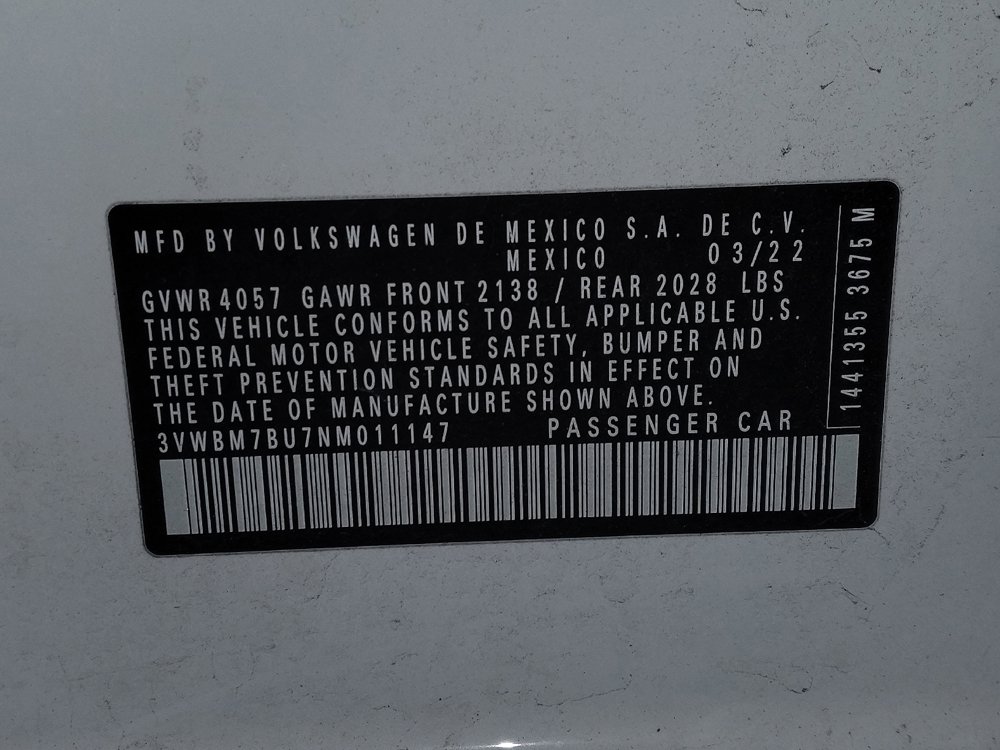 MFD BY VOLKSWAGEN DE MEXICO S.A. DE C.V.
MEXICO 03/22
GVWR 4057 GAWR FRONT 2138 / REAR 2028 LBS
THIS VEHICLE CONFORMS TO ALL APPLICABLE U.S.
FEDERAL MOTOR VEHICLE SAFETY, BUMPER AND
THEFT PREVENTION STANDARDS IN EFFECT ON
THE DATE OF MANUFACTURE SHOWN ABOVE.
3VWBM7BU7NM011147 PASSENGER CAR
1441355 3675 M